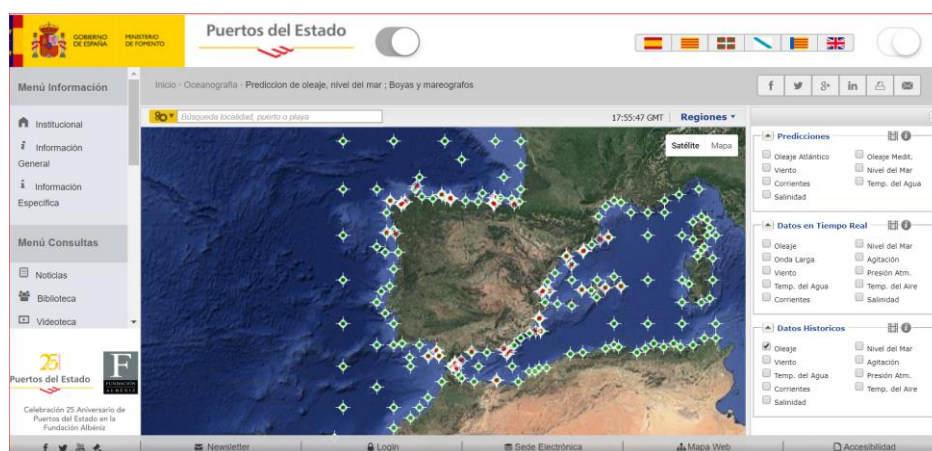 GOBIERNO DE ESPAÑA
MINISTERIO DE FOMENTO
Puertos del Estado
Menú Información
Institucional
Información
General
Información
Especifica
Menú Consultas
Noticias
Biblioteca
Videoteca
25
Puertos del Estado
FUNDACIÓN
ALBÉNIZ
Celebración 25 Aniversario de
Puertos del Estado en la
Fundación Albéniz
Inicio - Oceanografía - Prediccion de oleaje, nivel del mar ; Boyas y mareografos
Búsqueda localidad, puerto o playa
17:55:47 GMT
Regiones
Satélite Mapa
Predicciones
Oleaje Atlántico Oleaje Medit.
Viento Nivel del Mar
Corrientes Temp. del Agua
Salinidad
Datos en Tiempo Real
Oleaje Nivel del Mar
Onda Larga Agitación
Viento Presión Atm.
Temp. del Agua Temp. del Aire
Corrientes Salinidad
Datos Historicos
Oleaje Nivel del Mar
Viento Agitación
Temp. del Agua Presión Atm.
Corrientes Temp. del Aire
Salinidad
Newsletter Login Sede Electrónica Mapa Web Accesibilidad